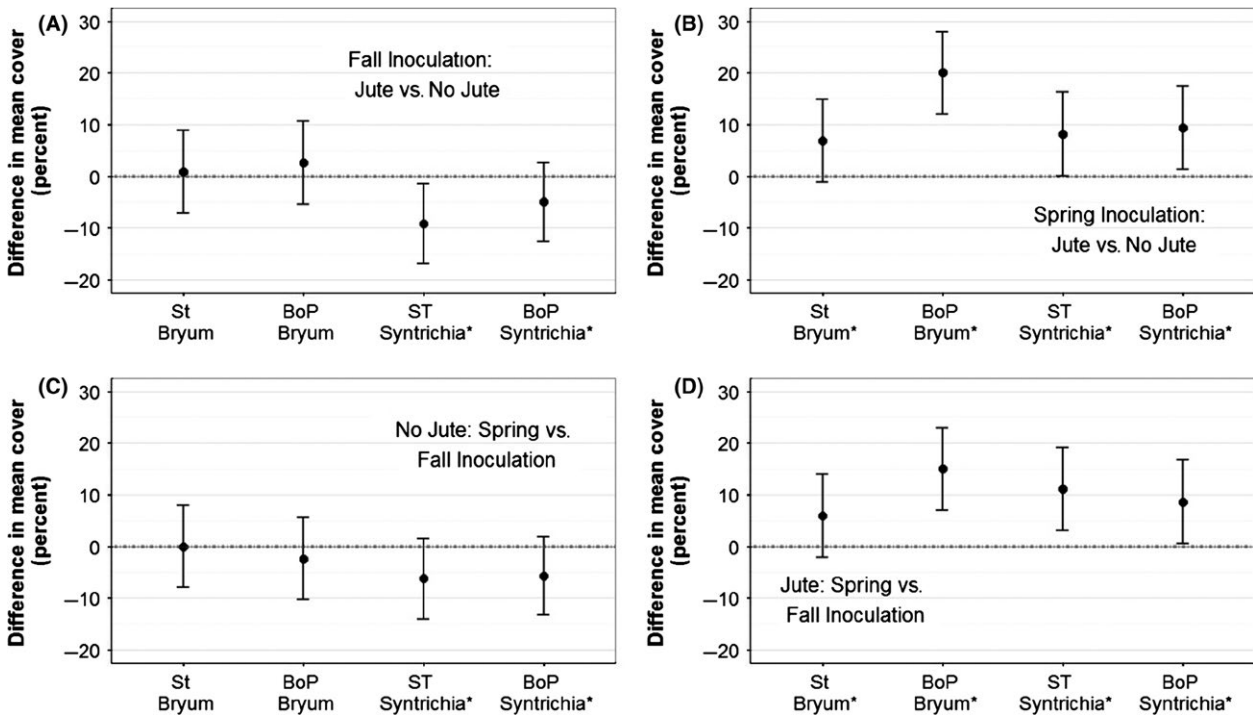 (A)
Difference in mean cover
(percent)
30
20
10
0
−10
−20
Fall Inoculation:
Jute vs. No Jute
St
Bryum
BoP
Bryum
ST
Syntrichia*
BoP
Syntrichia*
(B)
Difference in mean cover
(percent)
30
20
10
0
−10
−20
Spring Inoculation:
Jute vs. No Jute
St
Bryum*
BoP
Bryum*
ST
Syntrichia*
BoP
Syntrichia*
(C)
Difference in mean cover
(percent)
30
20
10
0
−10
−20
No Jute: Spring vs.
Fall Inoculation
St
Bryum
BoP
Bryum
ST
Syntrichia*
BoP
Syntrichia*
(D)
Difference in mean cover
(percent)
30
20
10
0
−10
−20
Jute: Spring vs.
Fall Inoculation
St
Bryum*
BoP
Bryum*
ST
Syntrichia*
BoP
Syntrichia*